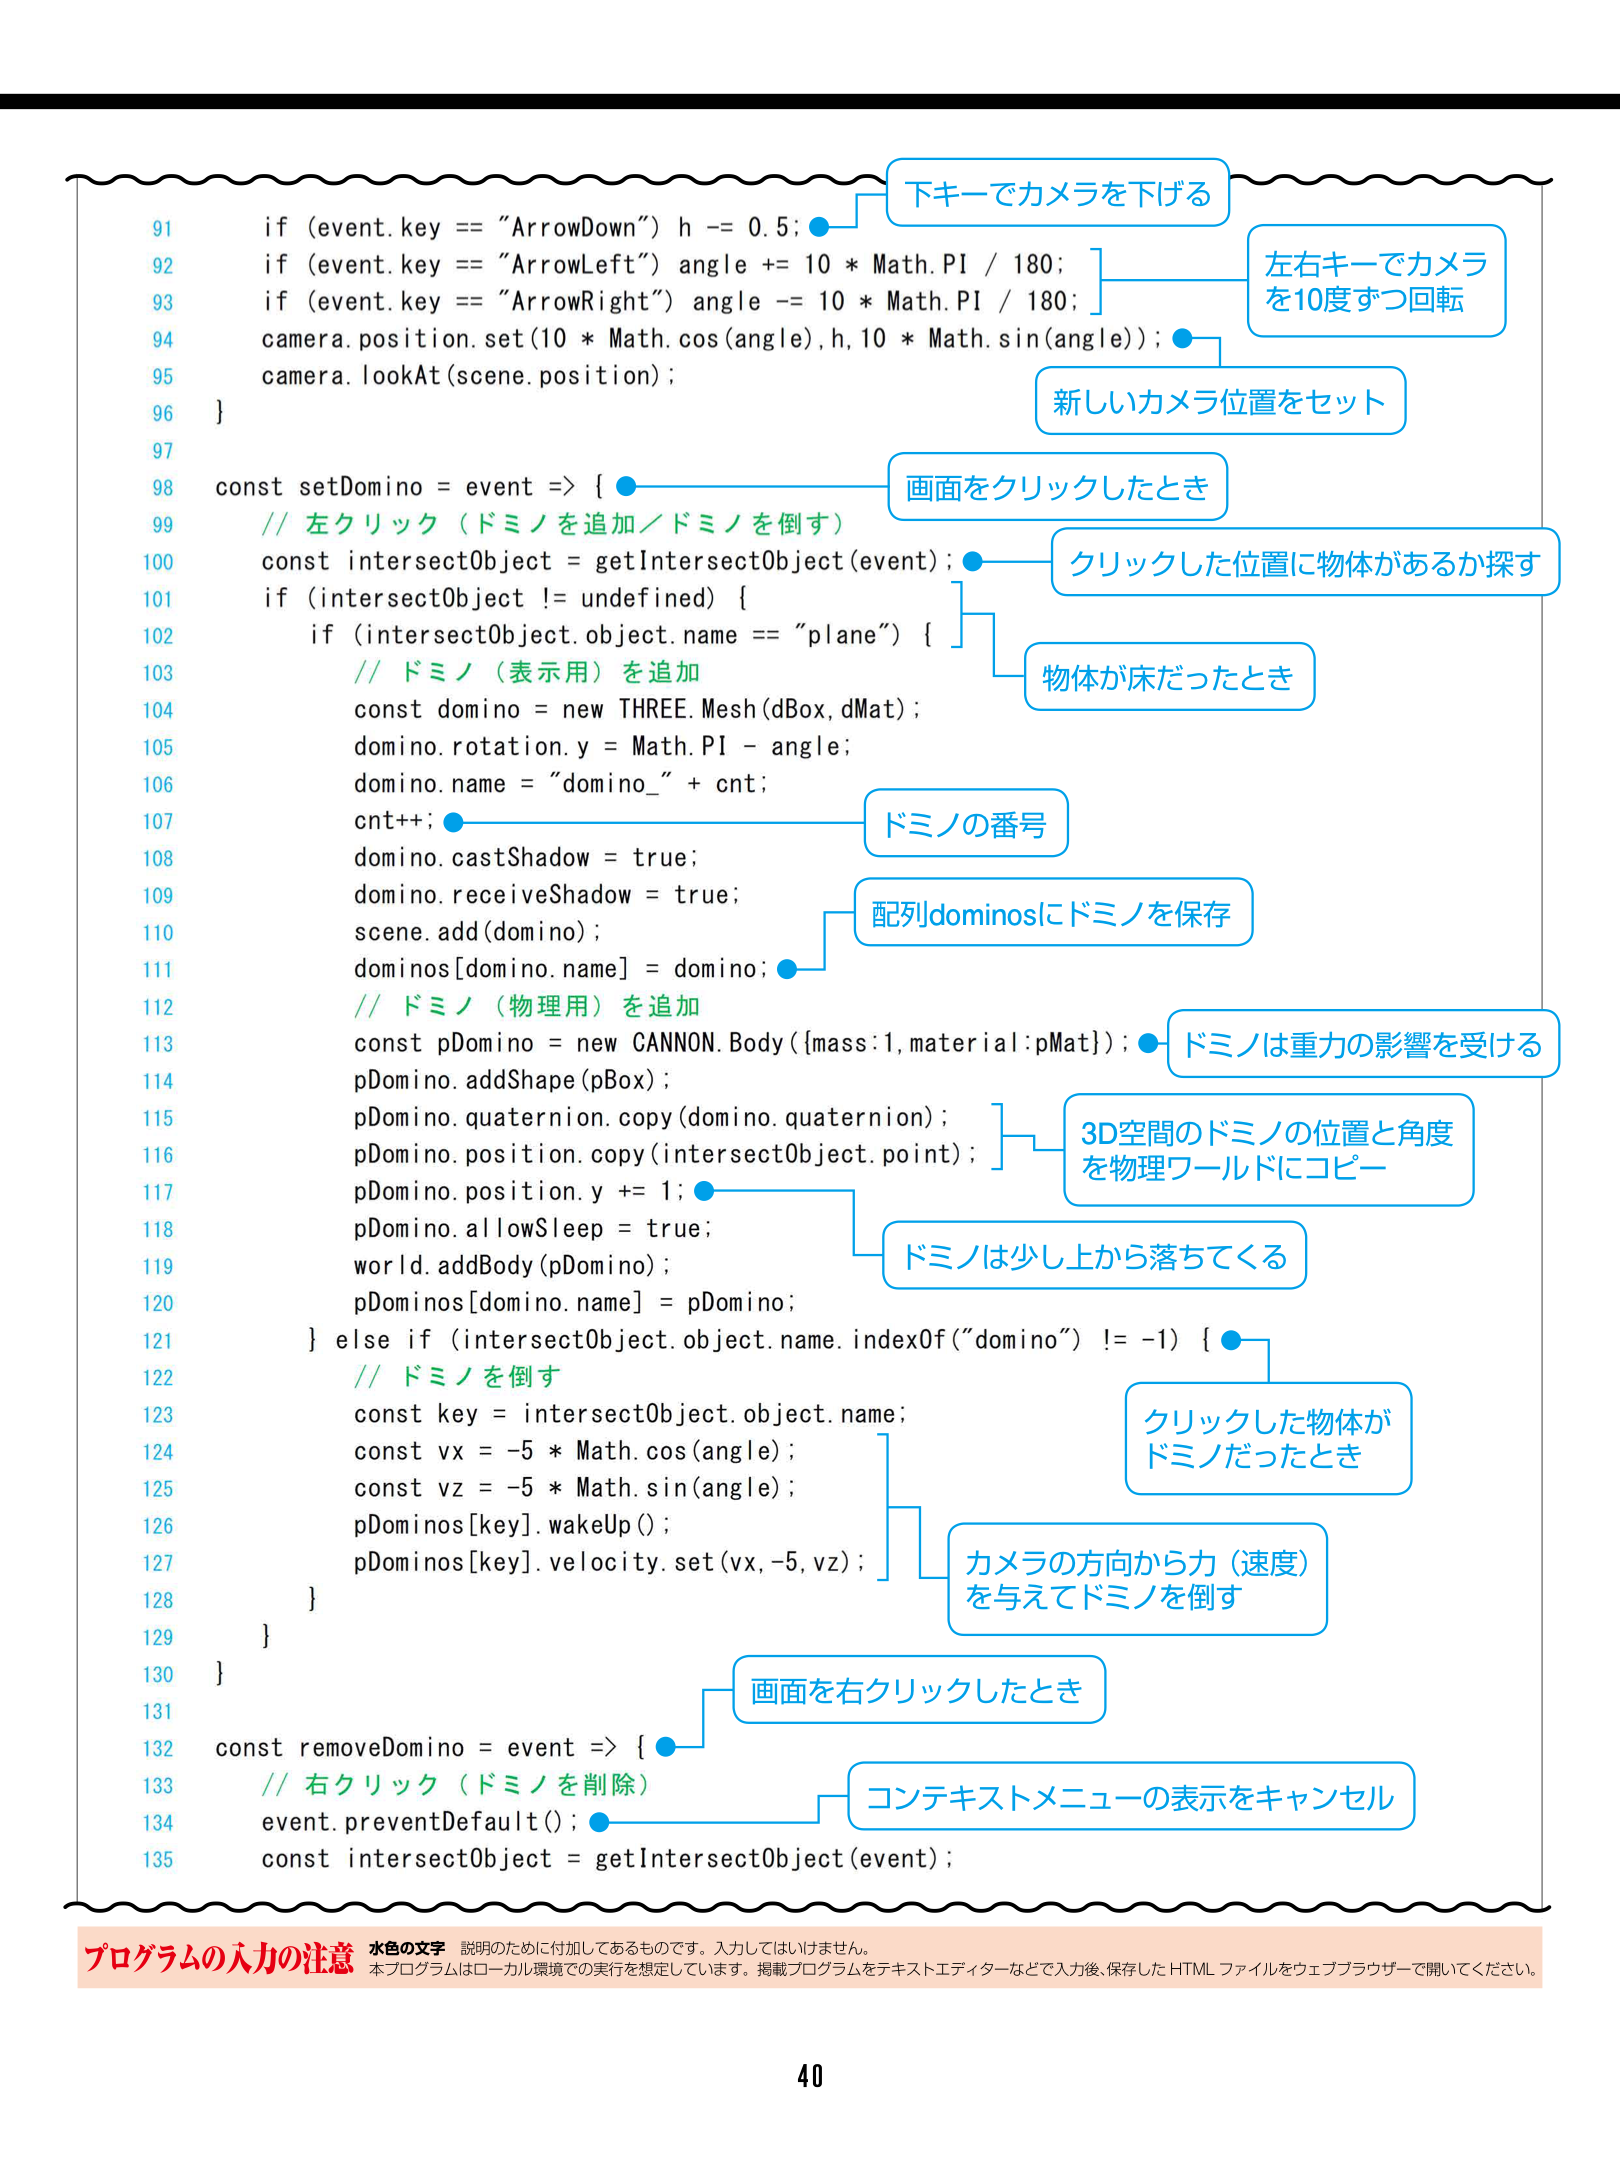 下キーでカメラを下げる
91 if (event.key == "ArrowDown") h -= 0.5;
92 if (event.key == "ArrowLeft") angle += 10 * Math.PI / 180;
93 if (event.key == "ArrowRight") angle -= 10 * Math.PI / 180;
左右キーでカメラ
を10度ずつ回転
94 camera.position.set(10 * Math.cos(angle),h,10 * Math.sin(angle));
95 camera.lookAt(scene.position);
新しいカメラ位置をセット
96 }
97
98 const setDomino = event => {
画面をクリックしたとき
99 // 左クリック（ドミノを追加／ドミノを倒す）
100 const intersectObject = getIntersectObject(event);
クリックした位置に物体があるか探す
101 if (intersectObject != undefined) {
102 if (intersectObject.object.name == "plane") {
物体が床だったとき
103 // ドミノ（表示用）を追加
104 const domino = new THREE.Mesh(dBox,dMat);
105 domino.rotation.y = Math.PI - angle;
106 domino.name = "domino_" + cnt;
107 cnt++;
ドミノの番号
108 domino.castShadow = true;
109 domino.receiveShadow = true;
配列dominosにドミノを保存
110 scene.add(domino);
111 dominos[domino.name] = domino;
112 // ドミノ（物理用）を追加
113 const pDomino = new CANNON.Body({mass:1,material:pMat});
ドミノは重力の影響を受ける
114 pDomino.addShape(pBox);
115 pDomino.quaternion.copy(domino.quaternion);
116 pDomino.position.copy(intersectObject.point);
3D空間のドミノの位置と角度
を物理ワールドにコピー
117 pDomino.position.y += 1;
118 pDomino.allowSleep = true;
ドミノは少し上から落ちてくる
119 world.addBody(pDomino);
120 pDominos[domino.name] = pDomino;
121 } else if (intersectObject.object.name.indexOf("domino") != -1) {
クリックした物体が
ドミノだったとき
122 // ドミノを倒す
123 const key = intersectObject.object.name;
124 const vx = -5 * Math.cos(angle);
125 const vz = -5 * Math.sin(angle);
126 pDominos[key].wakeUp();
127 pDominos[key].velocity.set(vx,-5,vz);
カメラの方向から力（速度）
を与えてドミノを倒す
128 }
129 }
130 }
画面を右クリックしたとき
131
132 const removeDomino = event => {
133 // 右クリック（ドミノを削除）
134 event.preventDefault();
コンテキストメニューの表示をキャンセル
135 const intersectObject = getIntersectObject(event);
プログラムの入力の注意
水色の文字 説明のために付加してあるものです。入力してはいけません。
本プログラムはローカル環境での実行を想定しています。掲載プログラムをテキストエディターなどで入力後、保存した HTML ファイルをウェブブラウザーで開いてください。
40